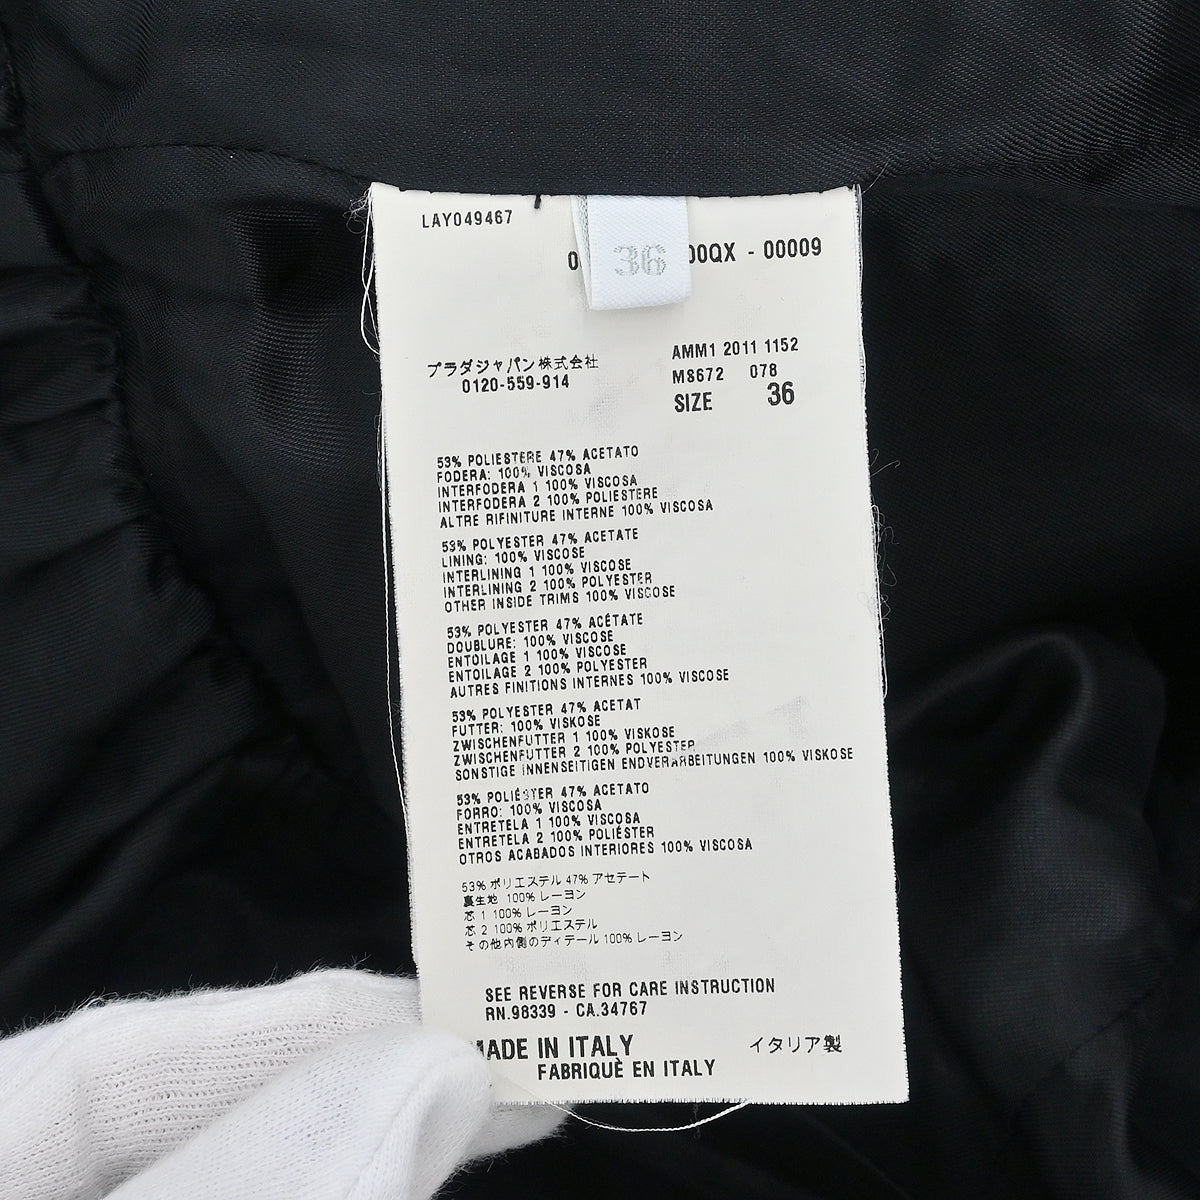 LAY049467
36
00QX - 00009
プラダジャパン株式会社
0120-559-914
AMM1 2011 1152
M8672 078
SIZE 36
53% POLIESTERE 47% ACETATO
FODERA: 100% VISCOSA
INTERFODERA 1 100% VISCOSA
INTERFODERA 2 100% POLIESTERE
ALTRE RIFINITURE INTERNE 100% VISCOSA
53% POLYESTER 47% ACETATE
LINING: 100% VISCOSE
INTERLINING 1 100% VISCOSE
INTERLINING 2 100% POLYESTER
OTHER INSIDE TRIMS 100% VISCOSE
53% POLYESTER 47% ACÉTATE
DOUBLURE: 100% VISCOSE
ENTOILAGE 1 100% VISCOSE
ENTOILAGE 2 100% POLYESTER
AUTRES FINITIONS INTERNES 100% VISCOSE
53% POLYESTER 47% ACETAT
FUTTER: 100% VISKOSE
ZWISCHENFUTTER 1 100% VISKOSE
ZWISCHENFUTTER 2 100% POLYESTER
SONSTIGE INNENSEITIGEN ENDVERARBEITUNGEN 100% VISKOSE
53% POLIÉSTER 47% ACETATO
FORRO: 100% VISCOSA
ENTRETELA 1 100% VISCOSA
ENTRETELA 2 100% POLIÉSTER
OTROS ACABADOS INTERIORES 100% VISCOSA
53% ポリエステル 47% アセテート
裏生地 100% レーヨン
芯 1 100% レーヨン
芯 2 100% ポリエステル
その他内側のディテール 100% レーヨン
SEE REVERSE FOR CARE INSTRUCTION
RN.98339 - CA.34767
MADE IN ITALY イタリア製
FABRIQUÈ EN ITALY